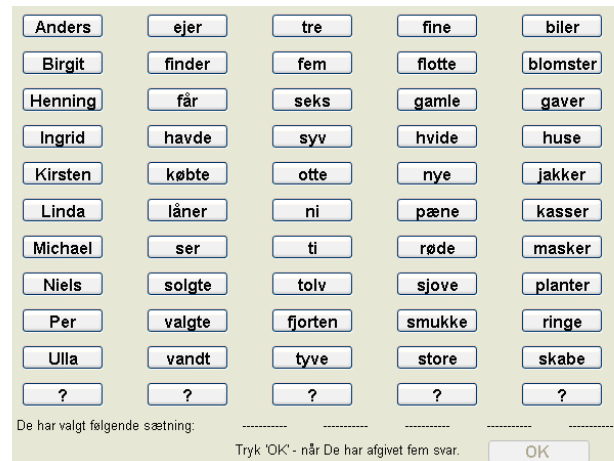 Anders ejer tre fine biler
Birgit finder fem flotte blomster
Henning får seks gamle gaver
Ingrid havde syv hvide huse
Kirsten købte otte nye jakker
Linda låner ni pæne kasser
Michael ser ti røde masker
Niels solgte tolv sjove planter
Per valgte fjorten smukke ringe
Ulla vandt tyve store skabe
? ? ? ? ?
De har valgt følgende sætning: ----------- ----------- ----------- ----------- -----------
Tryk 'OK' - når De har afgivet fem svar. OK